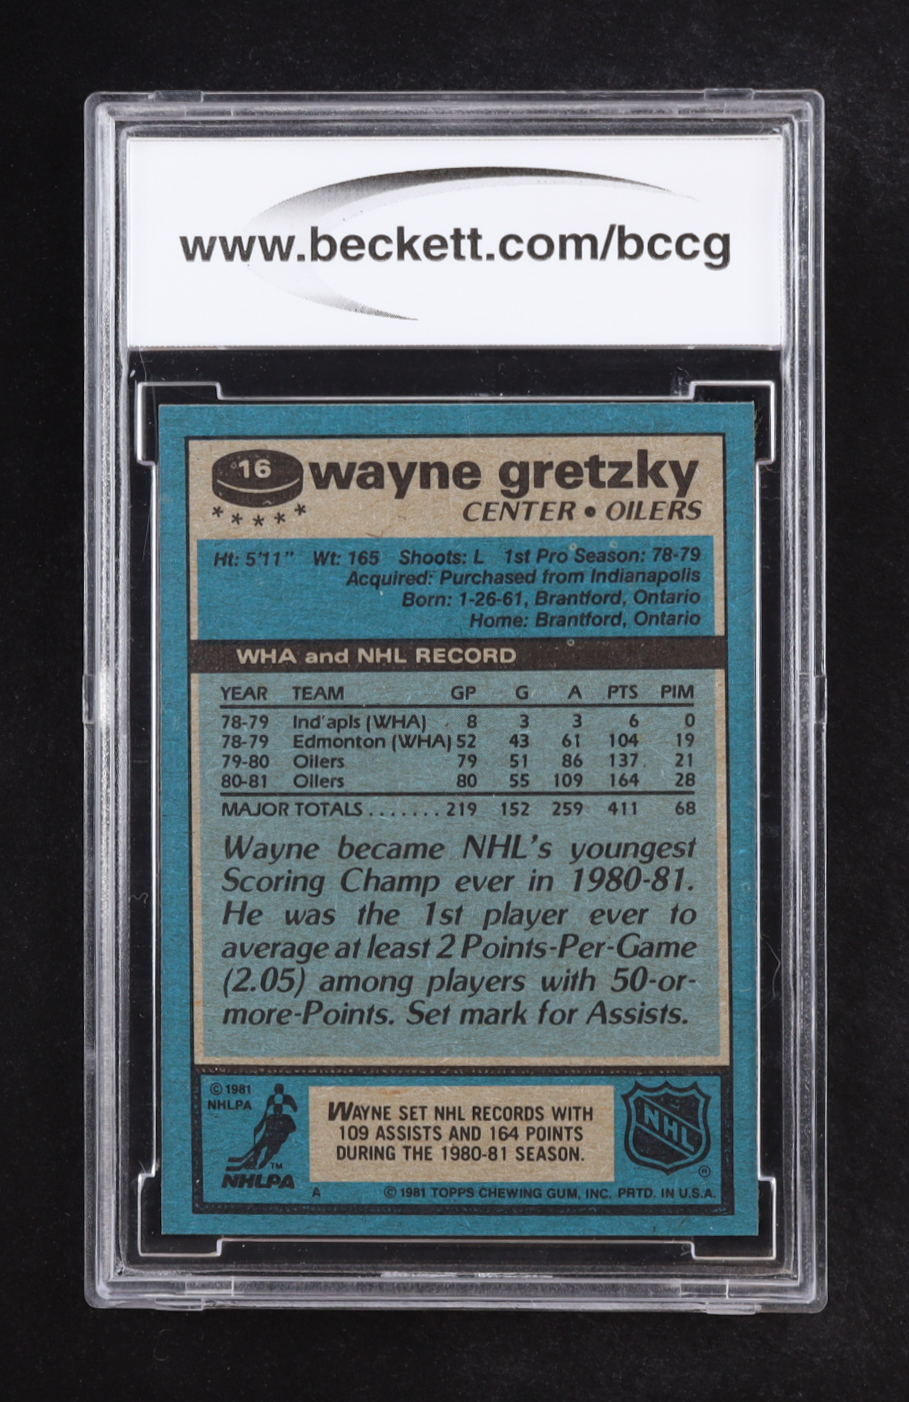 www.beckett.com/bccg
16 wayne gretzky
CENTER • OILERS
Ht: 5'11" Wt: 165 Shoots: L 1st Pro Season: 78-79
Acquired: Purchased from Indianapolis
Born: 1-26-61, Brantford, Ontario
Home: Brantford, Ontario
WHA and NHL RECORD
YEAR TEAM GP G A PTS PIM
78-79 Ind'apls (WHA) 8 3 3 6 0
78-79 Edmonton (WHA) 52 43 61 104 19
79-80 Oilers 79 51 86 137 21
80-81 Oilers 80 55 109 164 28
MAJOR TOTALS ....... 219 152 259 411 68
Wayne became NHL's youngest
Scoring Champ ever in 1980-81.
He was the 1st player ever to
average at least 2 Points-Per-Game
(2.05) among players with 50-or-
more-Points. Set mark for Assists.
© 1981
NHLPA
TM
NHLPA
WAYNE SET NHL RECORDS WITH
109 ASSISTS AND 164 POINTS
DURING THE 1980-81 SEASON.
NHL
®
A © 1981 TOPPS CHEWING GUM, INC. PRTD. IN U.S.A.